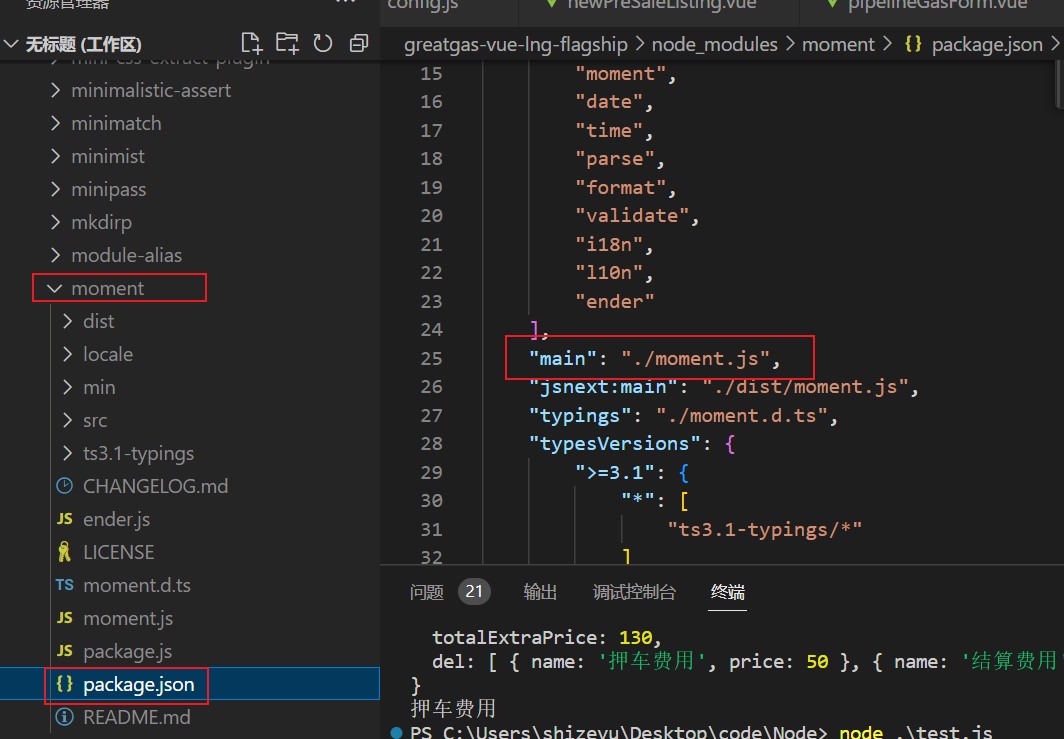 资源管理器
无标题 (工作区)
mini-css-extract-plugin
minimalistic-assert
minimatch
minimist
minipass
mkdirp
module-alias
moment
dist
locale
min
src
ts3.1-typings
CHANGELOG.md
JS ender.js
LICENSE
TS moment.d.ts
JS moment.js
JS package.js
{} package.json
README.md
config.js
newPreSaleListing.vue
pipelineGasForm.vue
greatgas-vue-lng-flagship > node_modules > moment > {} package.json >
15 "moment",
16 "date",
17 "time",
18 "parse",
19 "format",
20 "validate",
21 "i18n",
22 "l10n",
23 "ender"
24 ],
25 "main": "./moment.js",
26 "jsnext:main": "./dist/moment.js",
27 "typings": "./moment.d.ts",
28 "typesVersions": {
29 ">=3.1": {
30 "*": [
31 "ts3.1-typings/*"
32 ]
问题 21 输出 调试控制台 终端
totalExtraPrice: 130,
del: [ { name: '押车费用', price: 50 }, { name: '结算费用'
}
押车费用
PS C:\Users\shizeyu\Desktop\code\Node> node .\test.js